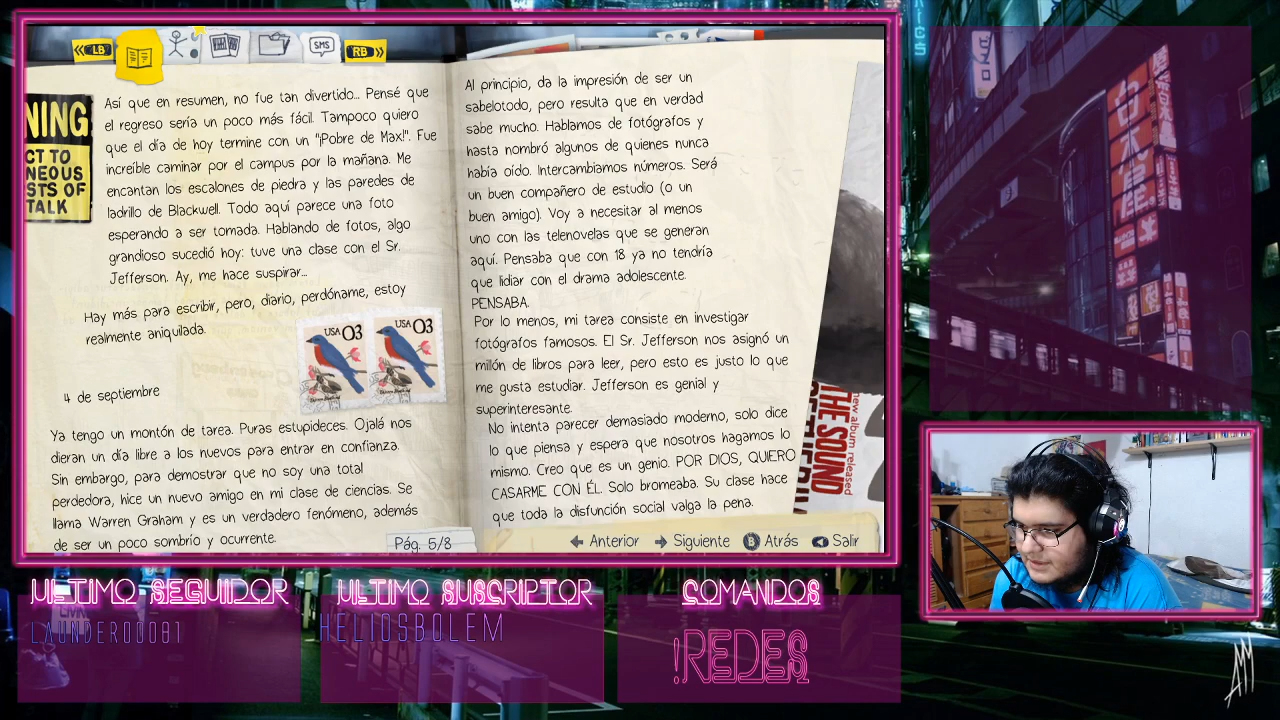 LB
SMS
RB
NING
CT TO
NEOUS
STS OF
TALK
Así que en resumen, no fue tan divertido... Pensé que
el regreso sería un poco más fácil. Tampoco quiero
que el día de hoy termine con un "¡Pobre de Max!". Fue
increíble caminar por el campus por la mañana. Me
encantan los escalones de piedra y las paredes de
ladrillo de Blackwell. Todo aquí parece una foto
esperando a ser tomada. Hablando de fotos, algo
grandioso sucedió hoy: tuve una clase con el Sr.
Jefferson. Ay, me hace suspirar...
Hay más para escribir, pero, diario, perdóname, estoy
realmente aniquilada.
USA 03
USA 03
4 de septiembre
Ya tengo un montón de tarea. Puras estupideces. Ojalá nos
dieran un día libre a los nuevos para entrar en confianza.
Sin embargo, para demostrar que no soy una total
perdedora, hice un nuevo amigo en mi clase de ciencias. Se
llama Warren Graham y es un verdadero fenómeno, además
de ser un poco sombrío y ocurrente.
Pág. 5/8
Al principio, da la impresión de ser un
sabelotodo, pero resulta que en verdad
sabe mucho. Hablamos de fotógrafos y
hasta nombró algunos de quienes nunca
había oído. Intercambiamos números. Será
un buen compañero de estudio (o un
buen amigo). Voy a necesitar al menos
uno con las telenovelas que se generan
aquí. Pensaba que con 18 ya no tendría
que lidiar con el drama adolescente.
PENSABA.
Por lo menos, mi tarea consiste en investigar
fotógrafos famosos. El Sr. Jefferson nos asignó un
millón de libros para leer, pero esto es justo lo que
me gusta estudiar. Jefferson es genial y
superinteresante.
No intenta parecer demasiado moderno, solo dice
lo que piensa y espera que nosotros hagamos lo
mismo. Creo que es un genio. POR DIOS, QUIERO
CASARME CON ÉL. Solo bromeaba. Su clase hace
que toda la disfunción social valga la pena.
new album released
THE SOUND
Anterior
Siguiente
B Atrás
Salir
ULTIMO SEGUIDOR
LAUNDER00081
ULTIMO SUSCRIPTOR
HELIOSBOLEM
COMANDOS
!REDES